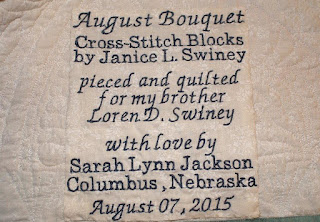 August Bouquet
Cross-Stitch Blocks
by Janice L. Swiney
pieced and quilted
for my brother
Loren D. Swiney
with love by
Sarah Lynn Jackson
Columbus, Nebraska
August 07, 2015